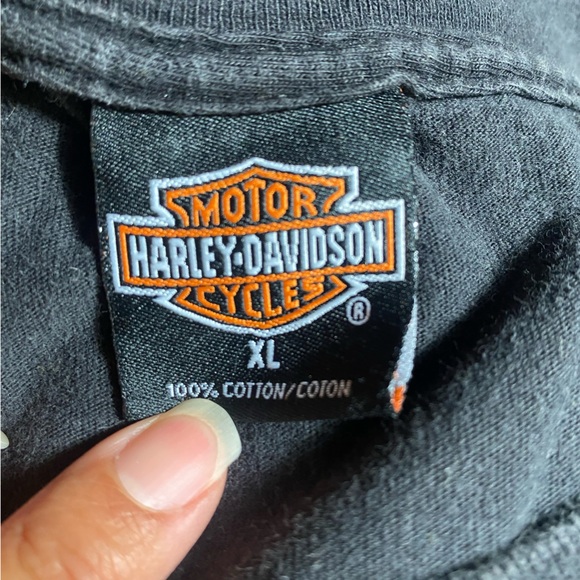 MOTOR
HARLEY-DAVIDSON
CYCLES
®
XL
100% COTTON/COTON